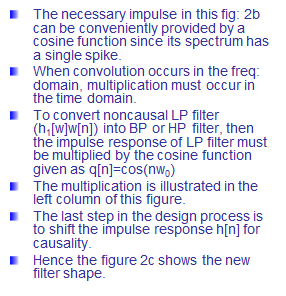 The necessary impulse in this fig: 2b
can be conveniently provided by a
cosine function since its spectrum has
a single spike.
When convolution occurs in the freq:
domain, multiplication must occur in
the time domain.
To convert noncausal LP filter
(h₁[w]w[n]) into BP or HP filter, then
the impulse response of LP filter must
be multiplied by the cosine function
given as q[n]=cos(nw₀)
The multiplication is illustrated in the
left column of this figure.
The last step in the design process is
to shift the impulse response h[n] for
causality.
Hence the figure 2c shows the new
filter shape.